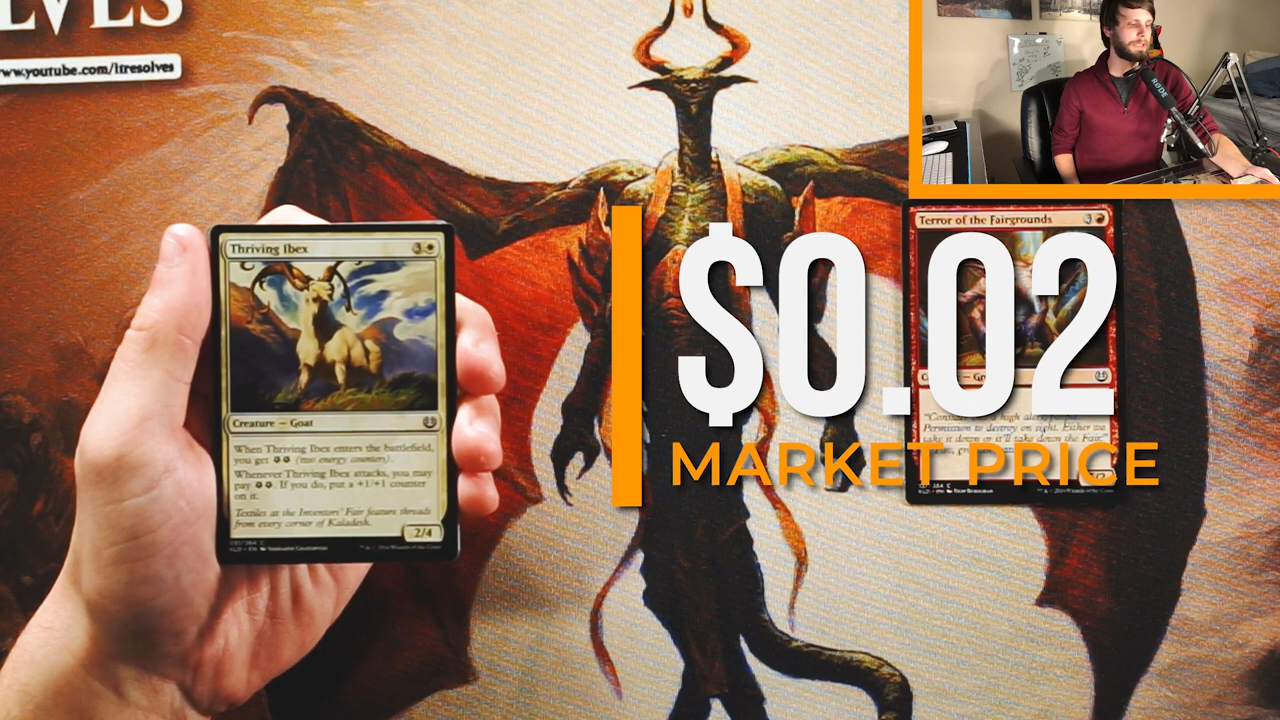 LVES
www.youtube.com/itresolves
Thriving Ibex 3
Creature — Goat
When Thriving Ibex enters the battlefield,
you get (two energy counters).
Whenever Thriving Ibex attacks, you may
pay . If you do, put a +1/+1 counter
on it.
Textiles at the Inventors' Fair feature threads
from every corner of Kaladesh.
2/4
Terror of the Fairgrounds 3
$0.02
MARKET PRICE
Permission to destroy on sight. Either we
take it down or it'll take down the Fair."
RØDE